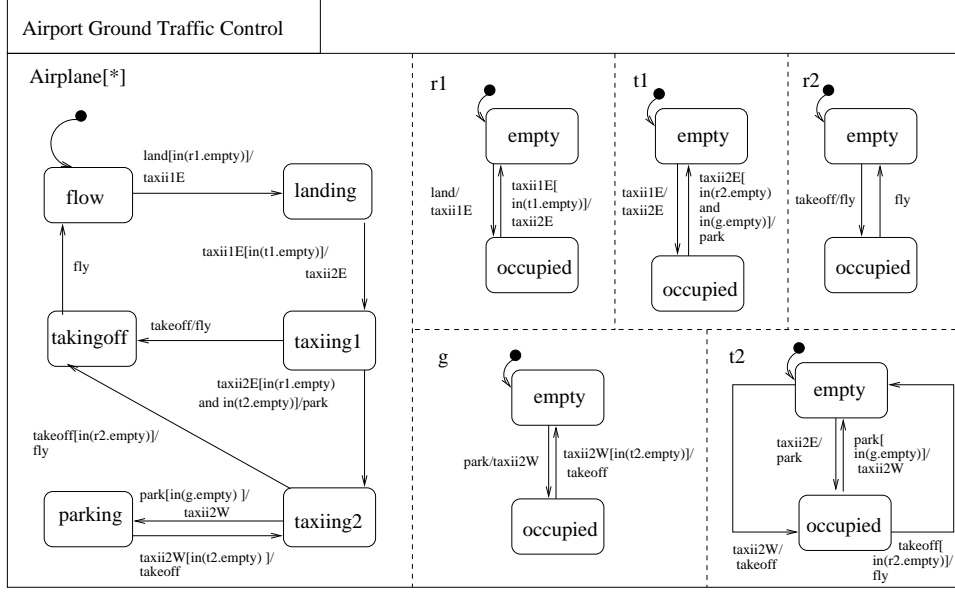 Airport Ground Traffic Control
Airplane[*]
flow
land[in(r1.empty)]/
taxii1E
landing
taxii1E[in(t1.empty)]/
taxii2E
fly
takingoff
takeoff/fly
taxiing1
taxii2E[in(r1.empty)
and in(t2.empty)]/park
takeoff[in(r2.empty]/
fly
parking
park[in(g.empty) ]/
taxii2W
taxii2W[in(t2.empty) ]/
takeoff
taxiing2
r1
empty
land/
taxii1E
taxii1E[
in(t1.empty)]/
taxii2E
occupied
t1
empty
taxii1E/
taxii2E
taxii2E[
in(r2.empty)
and
in(g.empty)]/
park
occupied
r2
empty
takeoff/fly
fly
occupied
g
empty
park/taxii2W
taxii2W[in(t2.empty)]/
takeoff
occupied
t2
empty
taxii2E/
park
park[
in(g.empty)]/
taxii2W
occupied
taxii2W/
takeoff
takeoff[
in(r2.empty)]/
fly